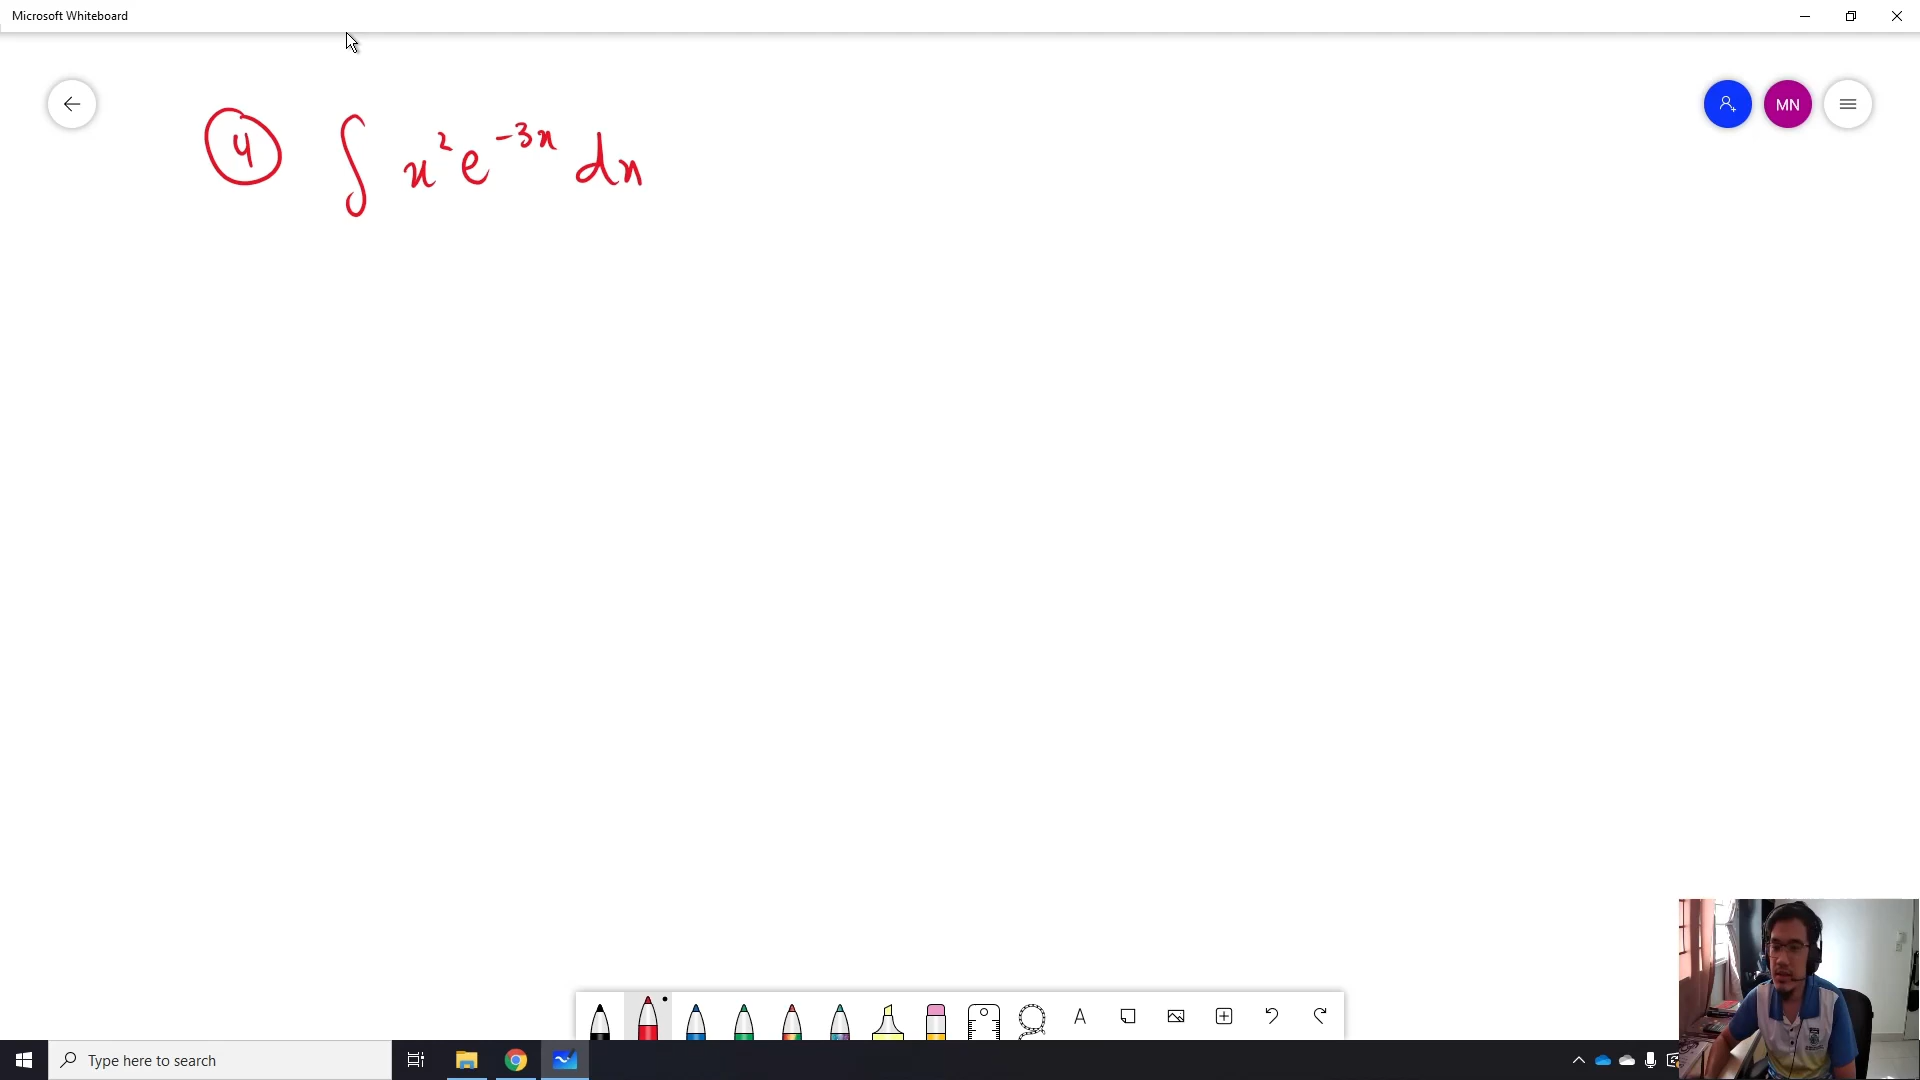 Microsoft Whiteboard
MN
④ ∫ x²e⁻³ˣ dx
A
Type here to search